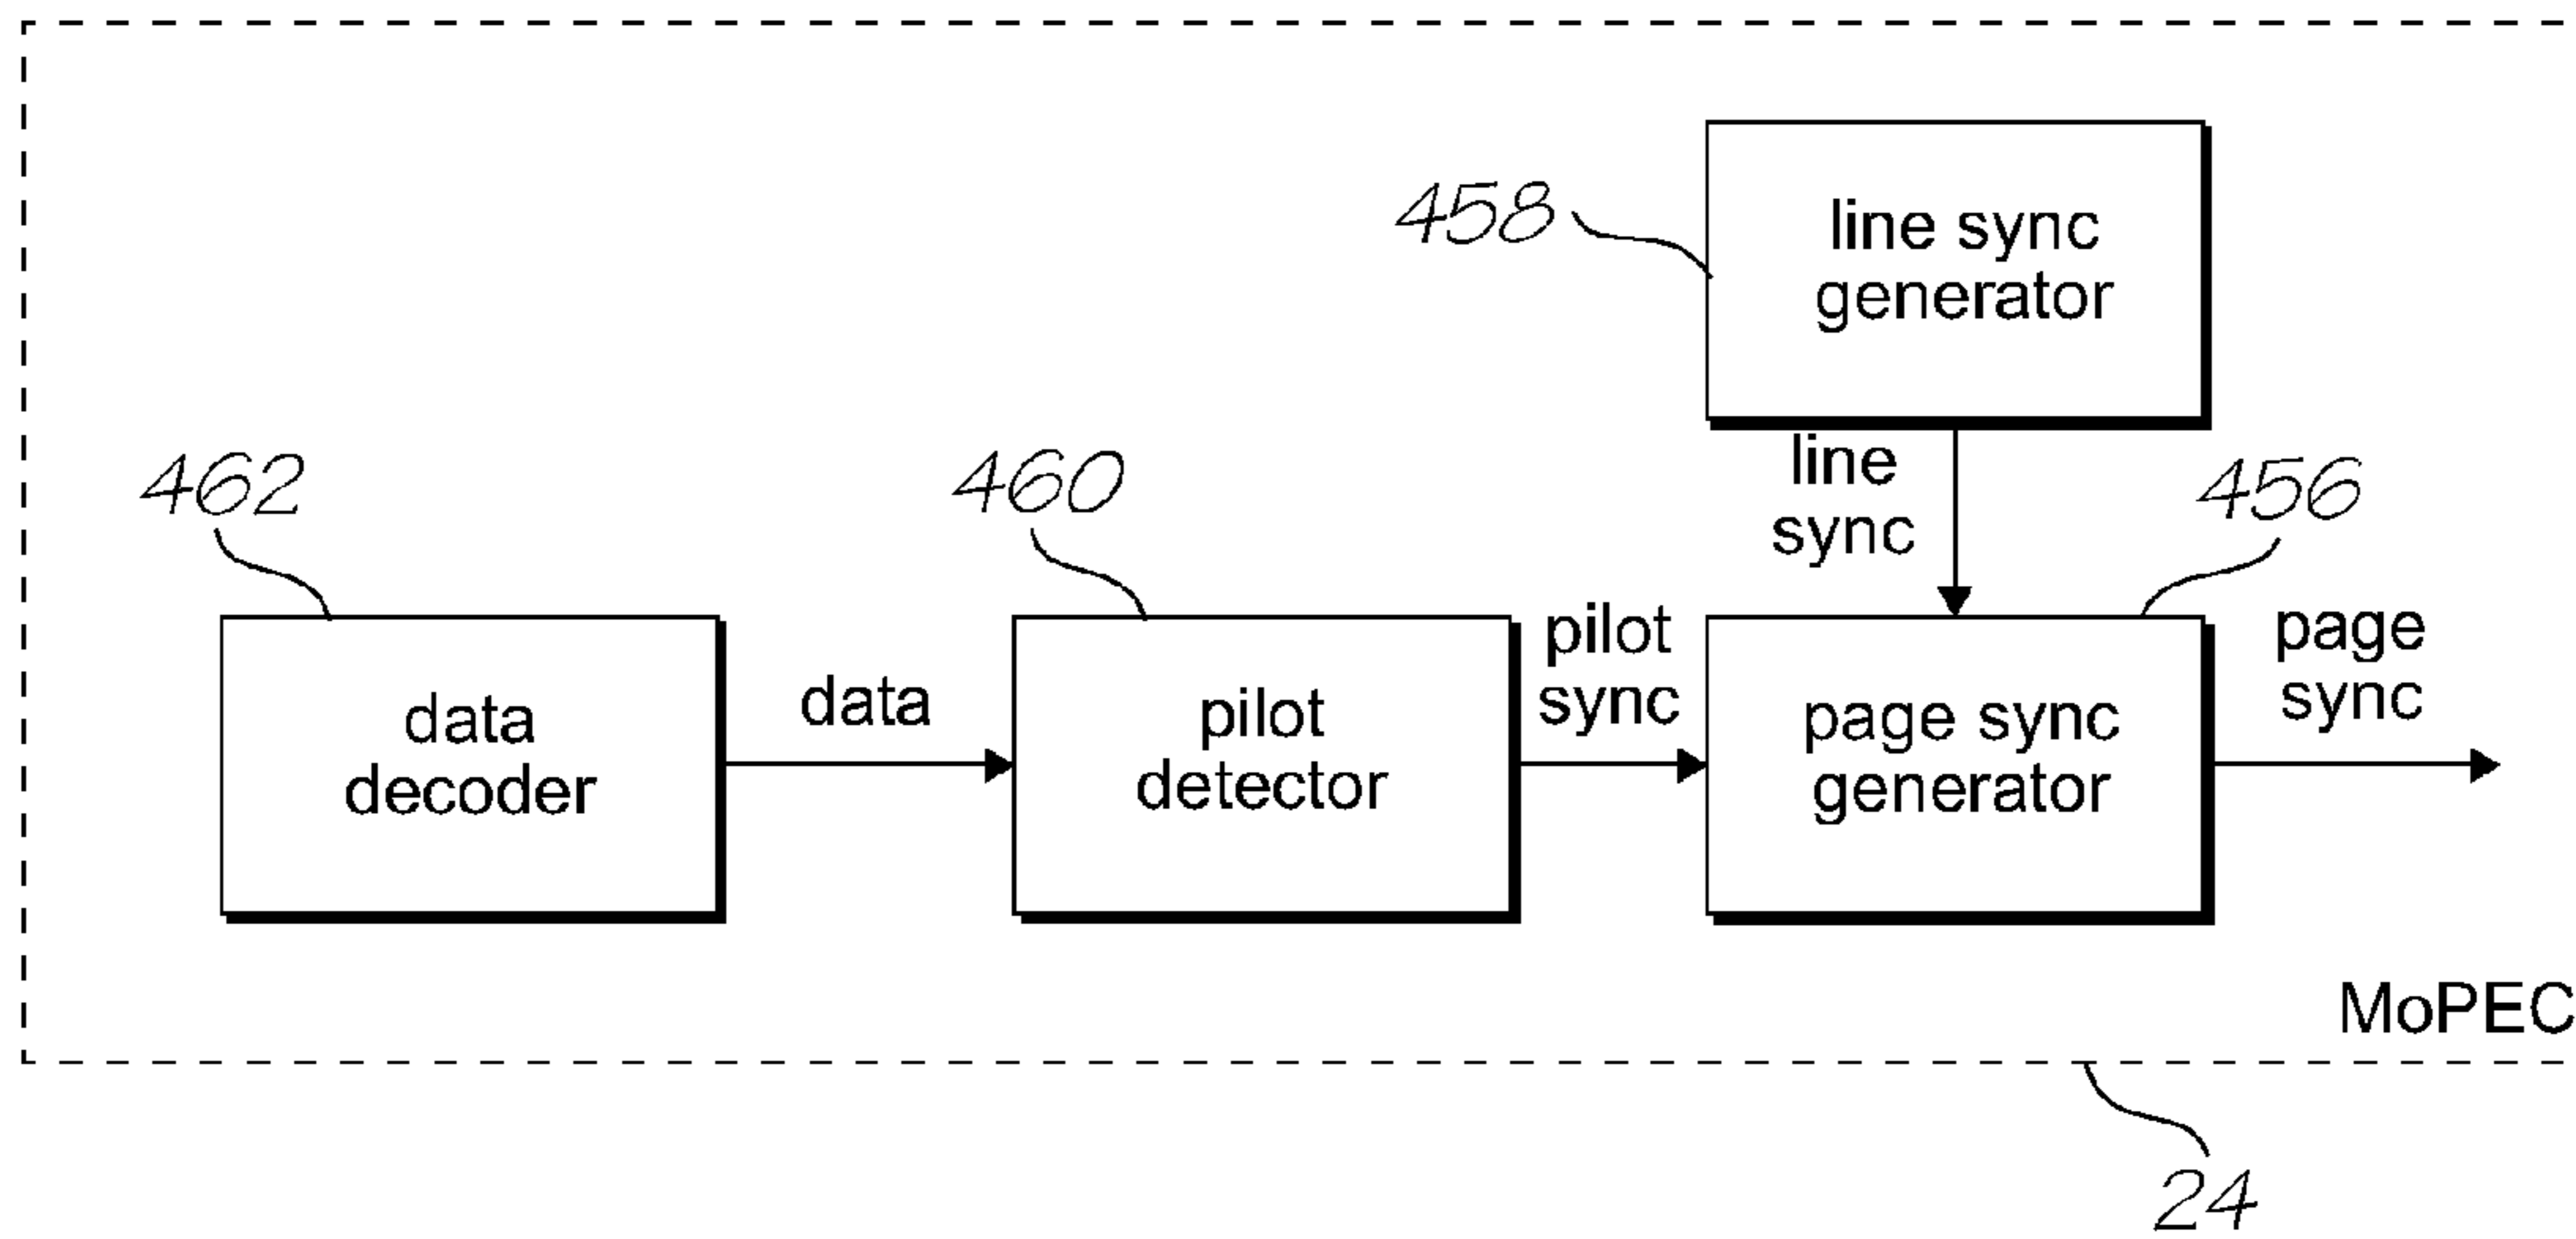 458
line sync
generator
line
sync
462
460
456
data
decoder
data
pilot
detector
pilot
sync
page sync
generator
page
sync
MoPEC
24